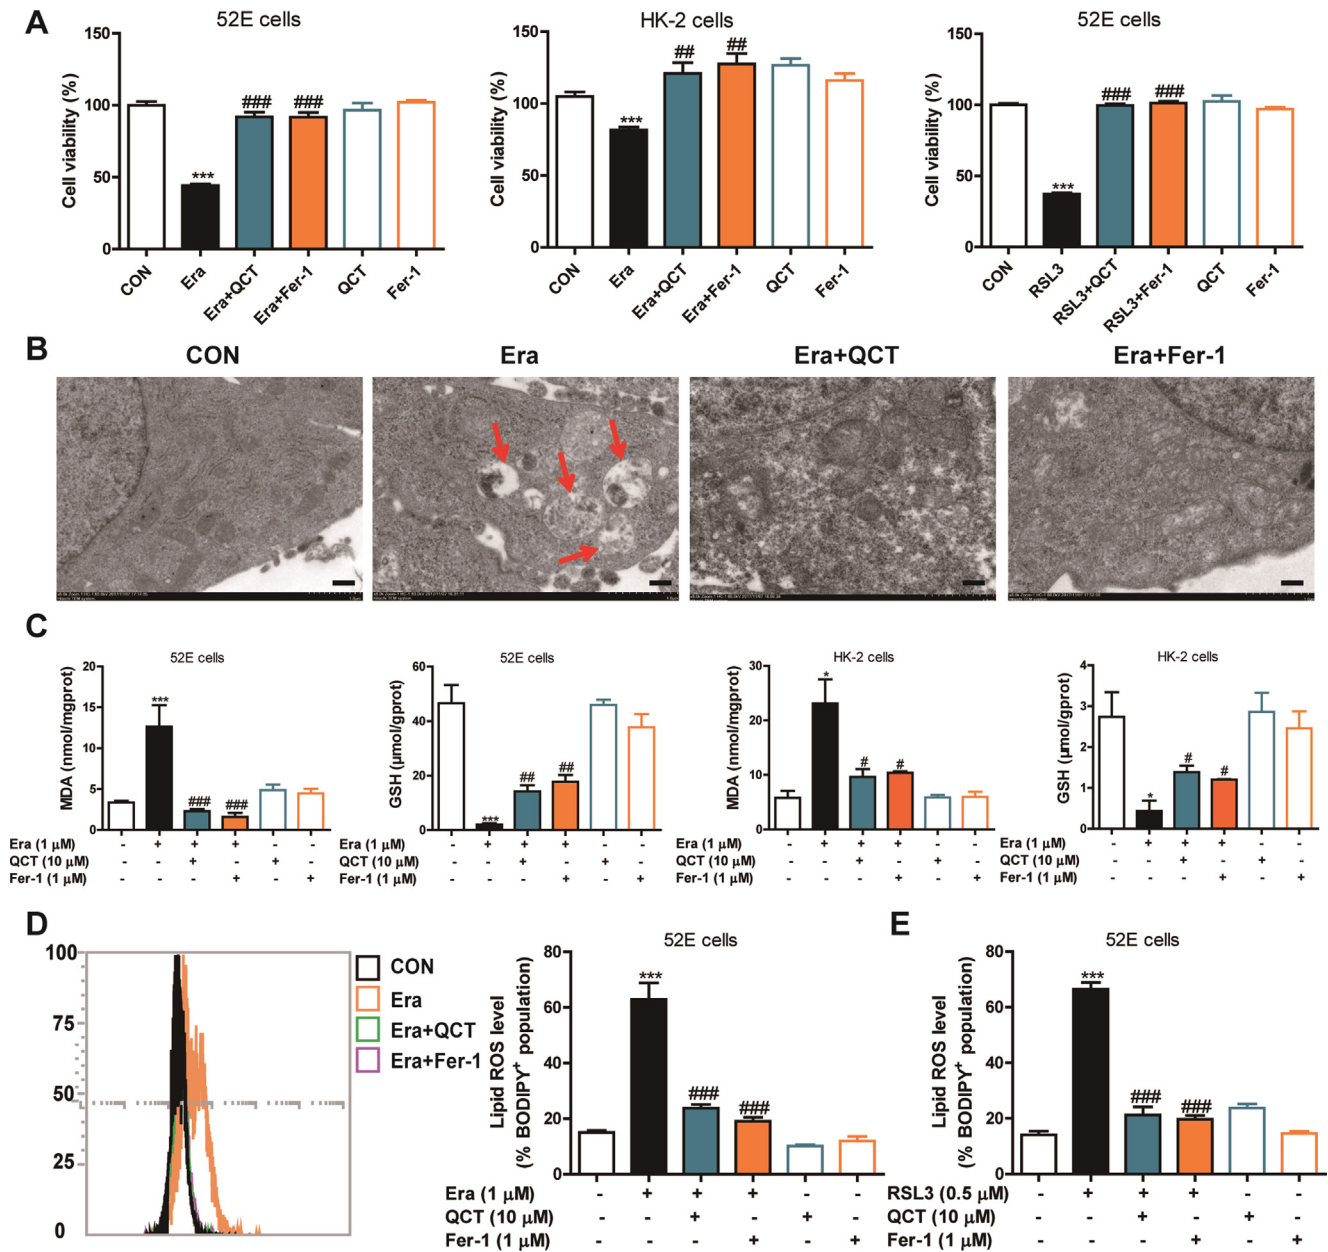 A
52E cells
Cell viability (%)
150
100
50
0
***
###
###
CON
Era
Era+QCT
Era+Fer-1
QCT
Fer-1
HK-2 cells
Cell viability (%)
150
100
50
0
***
##
##
CON
Era
Era+QCT
Era+Fer-1
QCT
Fer-1
52E cells
Cell viability (%)
150
100
50
0
***
###
###
CON
RSL3
RSL3+QCT
RSL3+Fer-1
QCT
Fer-1
B
CON
Era
Era+QCT
Era+Fer-1
C
52E cells
MDA (nmol/mgprot)
20
15
10
5
0
***
###
###
52E cells
GSH (μmol/gprot)
60
40
20
0
***
##
##
HK-2 cells
MDA (nmol/mgprot)
30
20
10
0
*
#
#
HK-2 cells
GSH (μmol/gprot)
4
3
2
1
0
*
#
#
Era (1 μM) - + + + - -
QCT (10 μM) - - + - + -
Fer-1 (1 μM) - - - + - +
Era (1 μM) - + + + - -
QCT (10 μM) - - + - + -
Fer-1 (1 μM) - - - + - +
Era (1 μM) - + + + - -
QCT (10 μM) - - + - + -
Fer-1 (1 μM) - - - + - +
Era (1 μM) - + + + - -
QCT (10 μM) - - + - + -
Fer-1 (1 μM) - - - + - +
D
100
75
50
25
0
CON
Era
Era+QCT
Era+Fer-1
52E cells
Lipid ROS level
(% BODIPY+ population)
80
60
40
20
0
***
###
###
Era (1 μM) - + + + - -
QCT (10 μM) - - + - + -
Fer-1 (1 μM) - - - + - +
E
52E cells
Lipid ROS level
(% BODIPY+ population)
80
60
40
20
0
***
###
###
RSL3 (0.5 μM) - + + + - -
QCT (10 μM) - - + - + -
Fer-1 (1 μM) - - - + - +